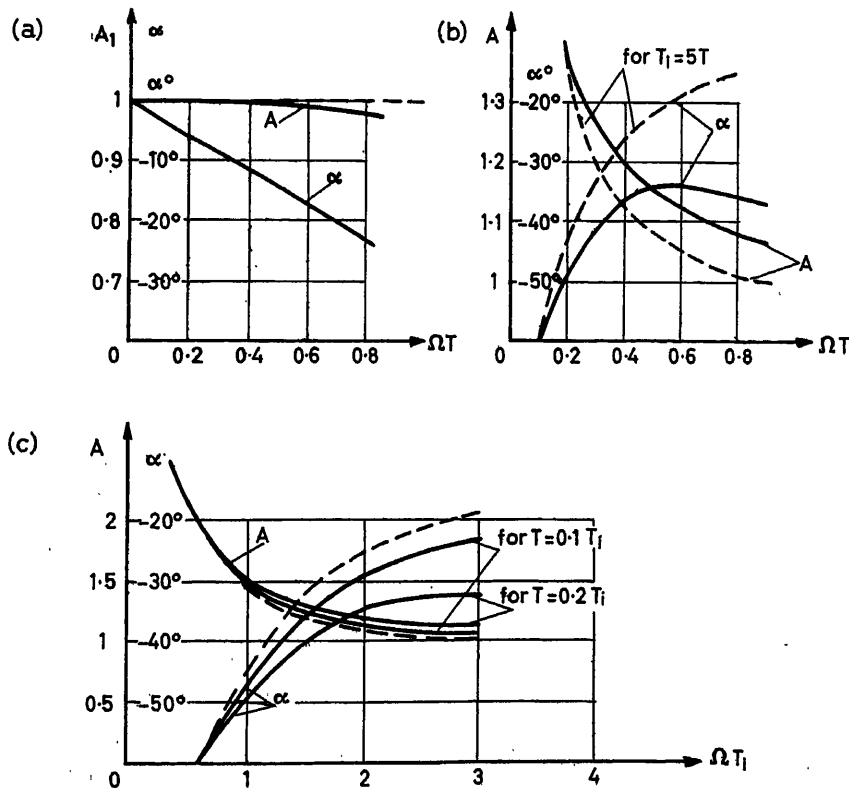 (a)
A₁ α
α°
1
A
0·9 -10°
α
0·8 -20°
0·7 -30°
0 0·2 0·4 0·6 0·8 ΩT
(b)
A
α° for Tᵢ=5T
1·3 -20°
α
1·2 -30°
1·1 -40°
A
1 -50°
0 0·2 0·4 0·6 0·8 ΩT
(c)
A
α
2 -20°
A for T=0·1 Tᵢ
1·5 -30°
for T=0·2 Tᵢ
1 -40°
0·5 -50° α
0 1 2 3 4 ΩTᵢ